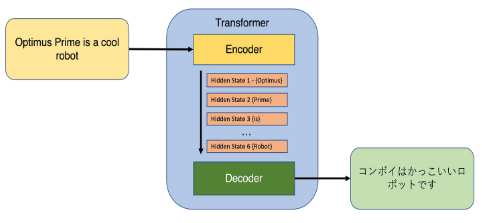 Transformer
Optimus Prime is a cool
robot
Encoder
Hidden State 1 - {Optimus}
Hidden State 2 {Prime}
Hidden State 3 {is}
...
Hidden State 6 {Robot}
Decoder
コンボイはかっこいいロ
ボットです